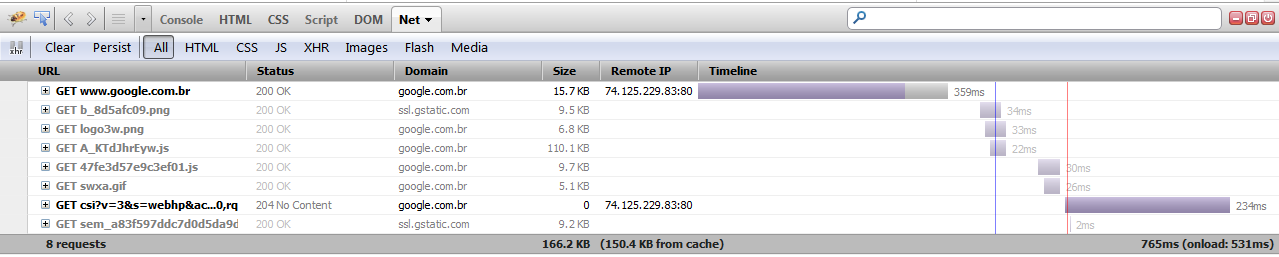 Console HTML CSS Script DOM Net
xhr Clear Persist All HTML CSS JS XHR Images Flash Media
URL Status Domain Size Remote IP Timeline
GET www.google.com.br 200 OK google.com.br 15.7 KB 74.125.229.83:80 359ms
GET b_8d5afc09.png 200 OK ssl.gstatic.com 9.5 KB 34ms
GET logo3w.png 200 OK google.com.br 6.8 KB 33ms
GET A_KTdJhrEyw.js 200 OK google.com.br 110.1 KB 22ms
GET 47fe3d57e9c3ef01.js 200 OK google.com.br 9.7 KB 30ms
GET swxa.gif 200 OK google.com.br 5.1 KB 26ms
GET csi?v=3&s=webhp&ac...0,rq 204 No Content google.com.br 0 74.125.229.83:80 234ms
GET sem_a83f597ddc7d0d5da9d 200 OK ssl.gstatic.com 9.2 KB 2ms
8 requests 166.2 KB (150.4 KB from cache) 765ms (onload: 531ms)